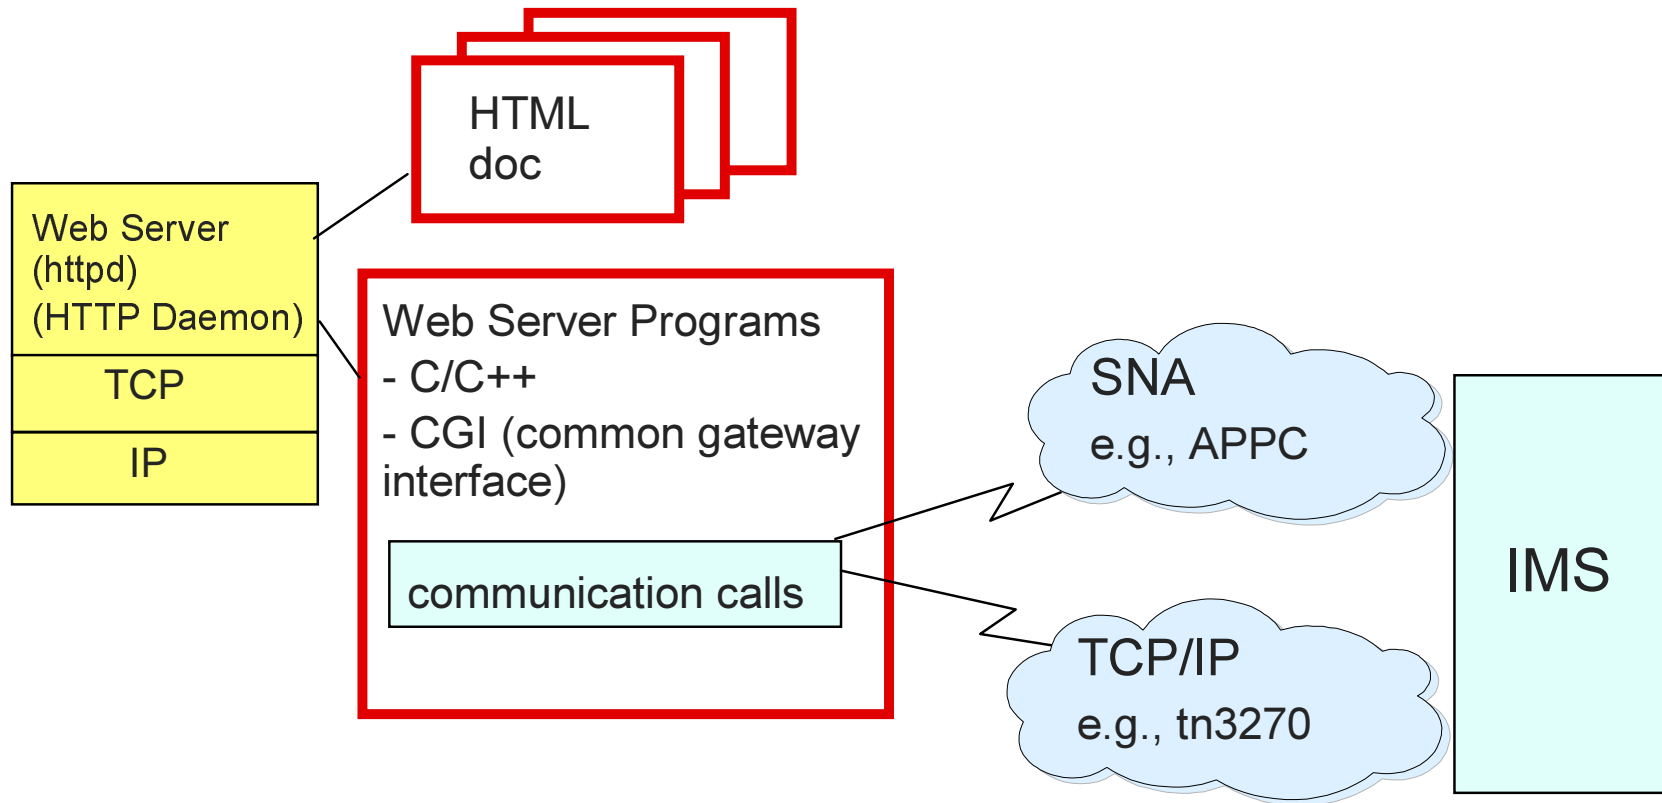 HTML
doc
Web Server
(httpd)
(HTTP Daemon)
TCP
IP
Web Server Programs
- C/C++
- CGI (common gateway
interface)
communication calls
SNA
e.g., APPC
TCP/IP
e.g., tn3270
IMS